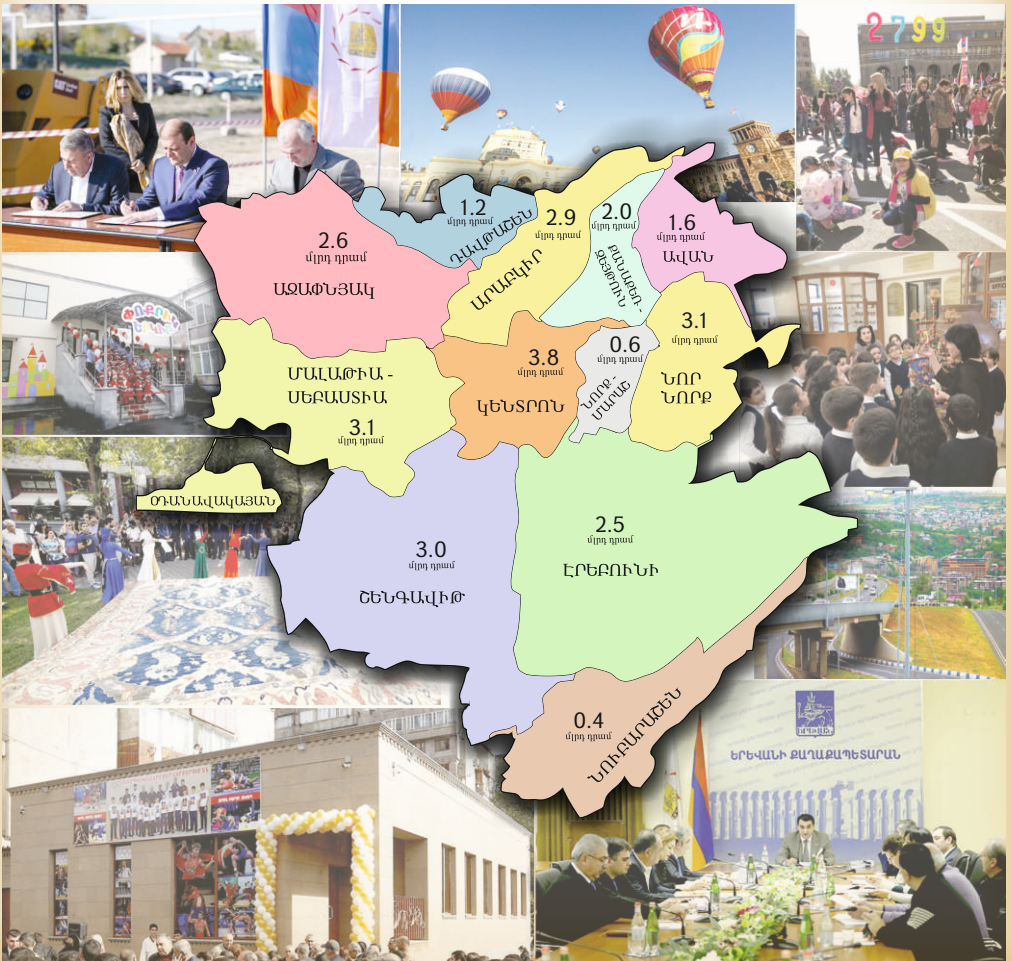 2799
1.2
մլրդ դրամ
ԴԱՎԹԱՇԵՆ
2.9
մլրդ դրամ
ԱՐԱԲԿԻՐ
2.0
մլրդ դրամ
ՔԱՆԱՔԵՌ -
ԶԵՅԹՈՒՆ
1.6
մլրդ դրամ
ԱՎԱՆ
2.6
մլրդ դրամ
ԱՋԱՓՆՅԱԿ
3.1
մլրդ դրամ
ՆՈՐ
ՆՈՐՔ
0.6
մլրդ դրամ
ՆՈՐՔ -
ՄԱՐԱՇ
3.8
մլրդ դրամ
ԿԵՆՏՐՈՆ
ՄԱԼԱԹԻԱ -
ՍԵԲԱՍՏԻԱ
3.1
մլրդ դրամ
ՕԴԱՆԱՎԱԿԱՅԱՆ
3.0
մլրդ դրամ
ՇԵՆԳԱՎԻԹ
2.5
մլրդ դրամ
ԷՐԵԲՈՒՆԻ
0.4
մլրդ դրամ
ՆՈՒԲԱՐԱՇԵՆ
ԵՐԵՎԱՆ
ԵՐԵՎԱՆԻ ՔԱՂԱՔԱՊԵՏԱՐԱՆ